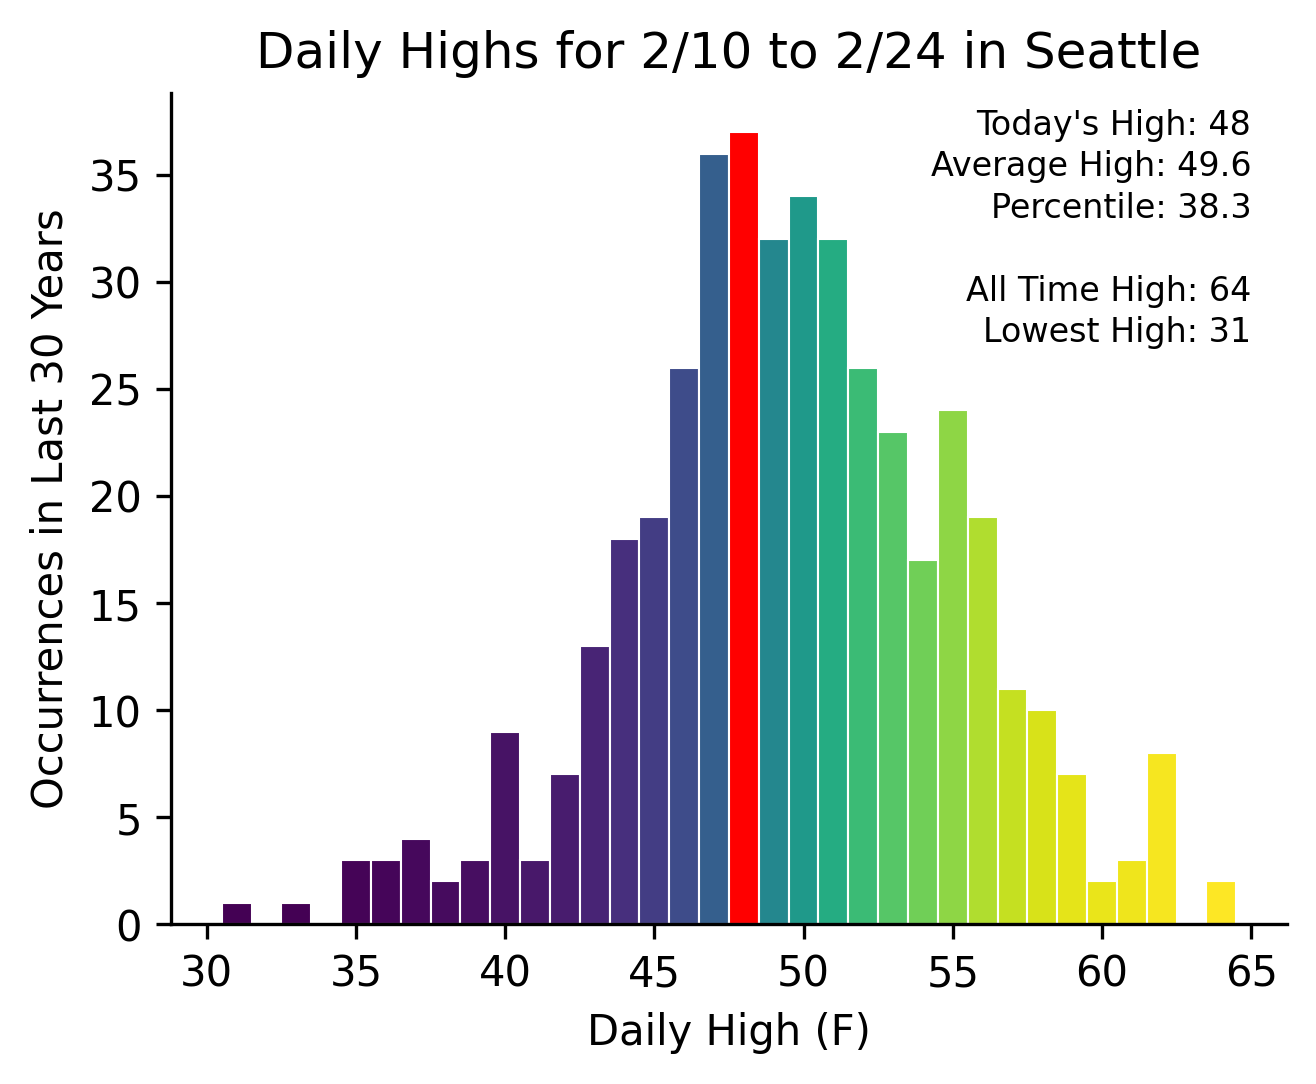 Daily Highs for 2/10 to 2/24 in Seattle
Today's High: 48
Average High: 49.6
Percentile: 38.3
All Time High: 64
Lowest High: 31
Occurrences in Last 30 Years
35
30
25
20
15
10
5
0
30 35 40 45 50 55 60 65
Daily High (F)